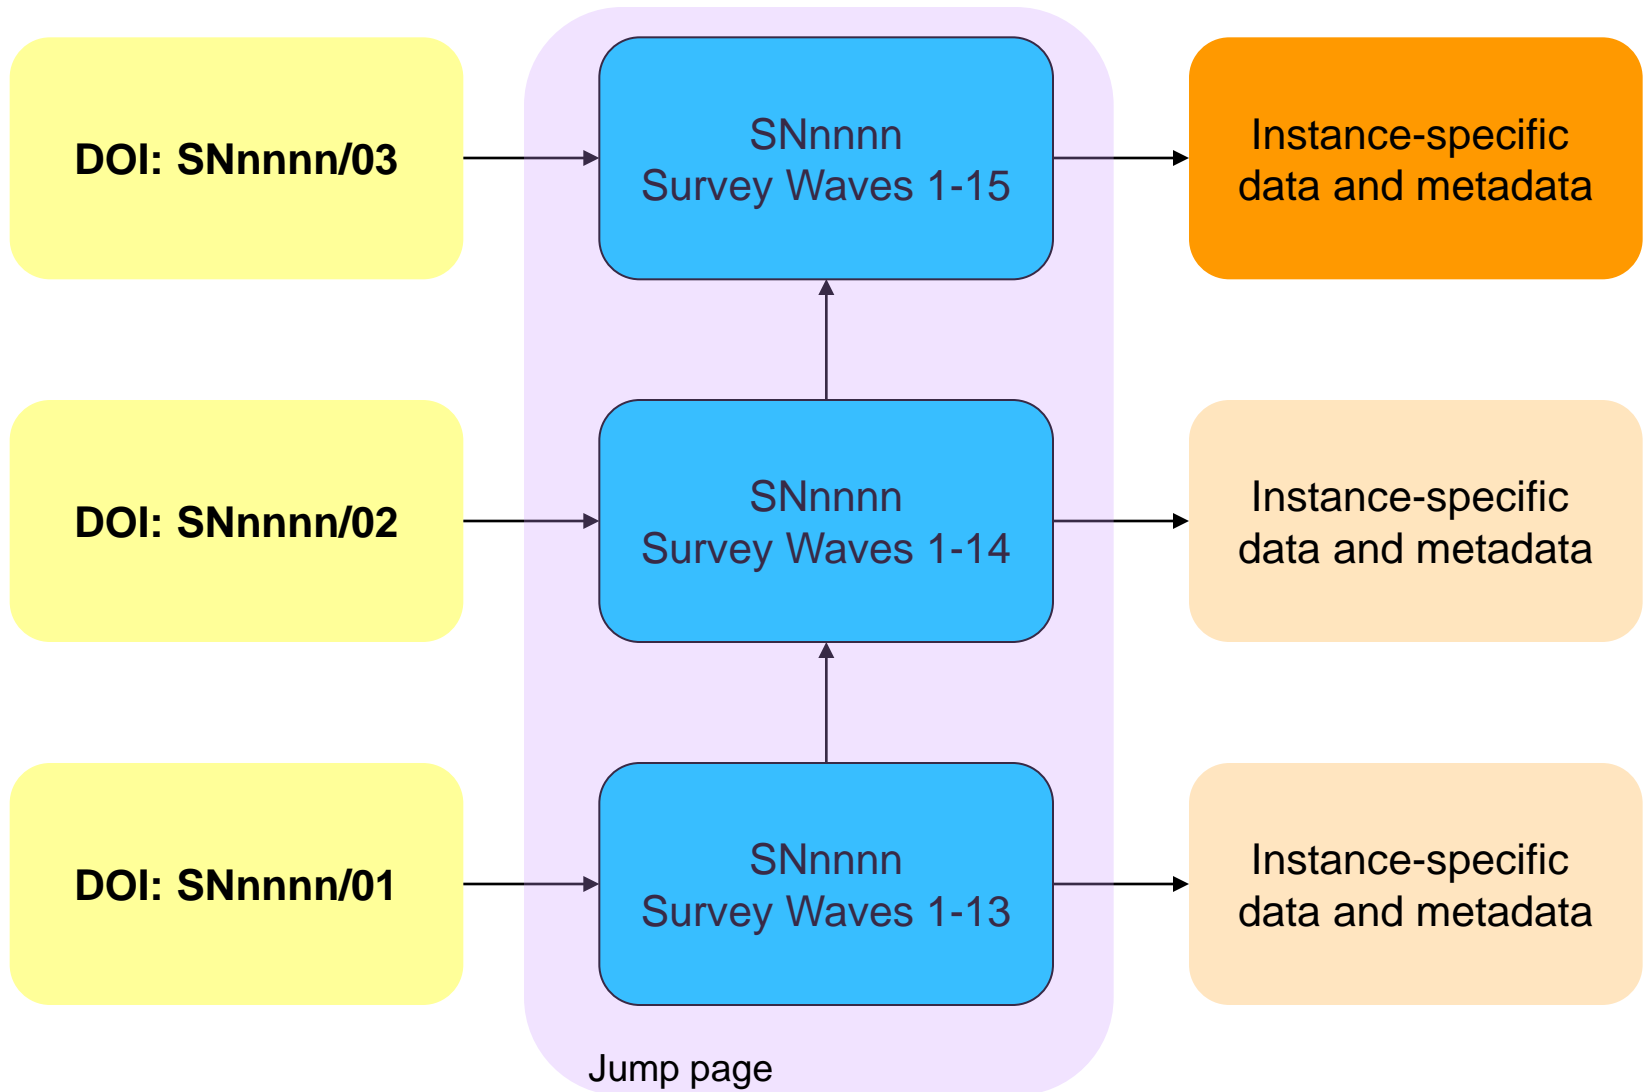 DOI: SNnnnn/03
SNnnnn
Survey Waves 1-15
Instance-specific
data and metadata
DOI: SNnnnn/02
SNnnnn
Survey Waves 1-14
Instance-specific
data and metadata
DOI: SNnnnn/01
SNnnnn
Survey Waves 1-13
Instance-specific
data and metadata
Jump page